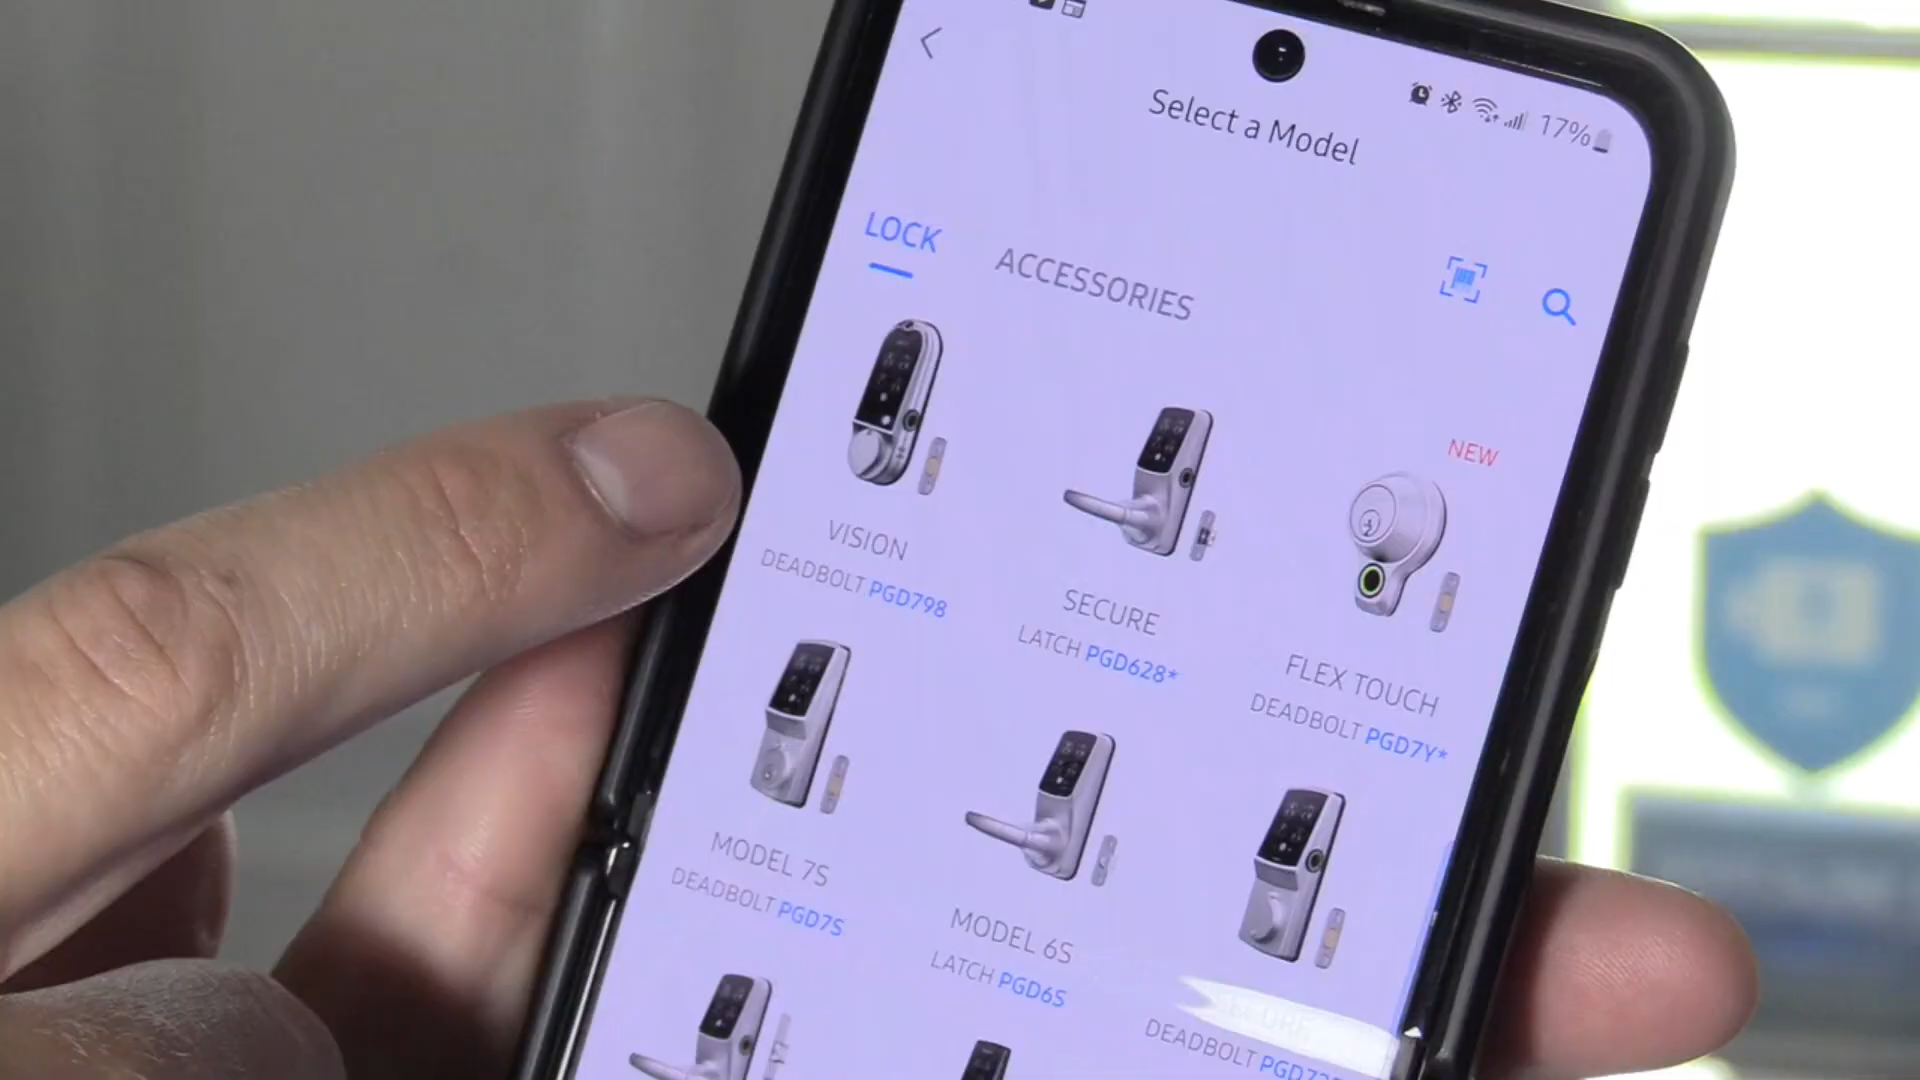 17%
Select a Model
LOCK
ACCESSORIES
VISION
DEADBOLT PGD798
SECURE
LATCH PGD628*
NEW
FLEX TOUCH
DEADBOLT PGD7Y*
MODEL 7S
DEADBOLT PGD7S
MODEL 6S
LATCH PGD6S
DEADBOLT